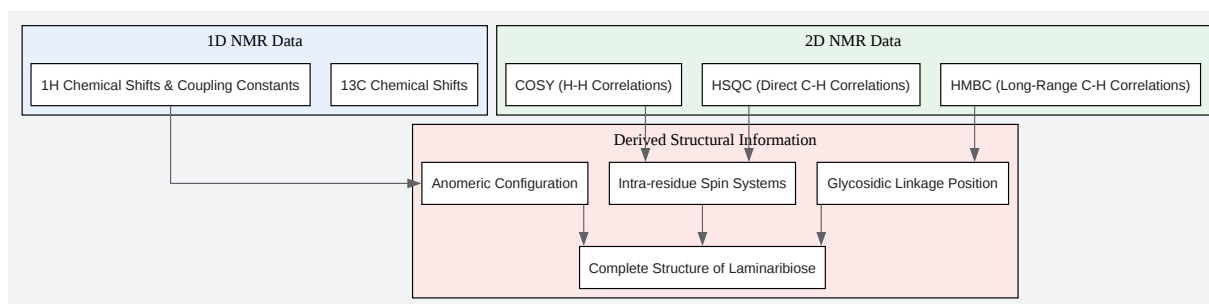 1D NMR Data
2D NMR Data
1H Chemical Shifts & Coupling Constants
13C Chemical Shifts
COSY (H-H Correlations)
HSQC (Direct C-H Correlations)
HMBC (Long-Range C-H Correlations)
Derived Structural Information
Anomeric Configuration
Intra-residue Spin Systems
Glycosidic Linkage Position
Complete Structure of Laminaribiose